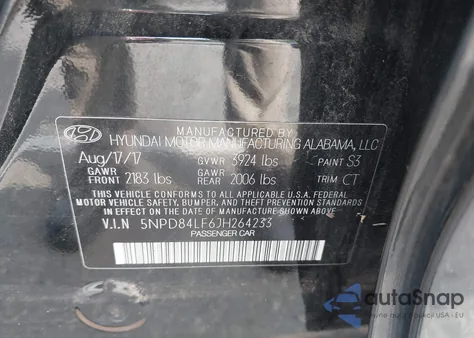 MANUFACTURED BY
HYUNDAI MOTOR MANUFACTURING ALABAMA, LLC
Aug/17/17 GVWR 3924 lbs PAINT S3
GAWR FRONT 2183 lbs GAWR REAR 2006 lbs TRIM CT
THIS VEHICLE CONFORMS TO ALL APPLICABLE U.S. FEDERAL
MOTOR VEHICLE SAFETY, BUMPER, AND THEFT PREVENTION
STANDARDS IN EFFECT ON THE DATE OF MANUFACTURE SHOWN ABOVE.
V.I.N 5NPD84LF6JH264233
PASSENGER CAR
autoSnap
USA - EU